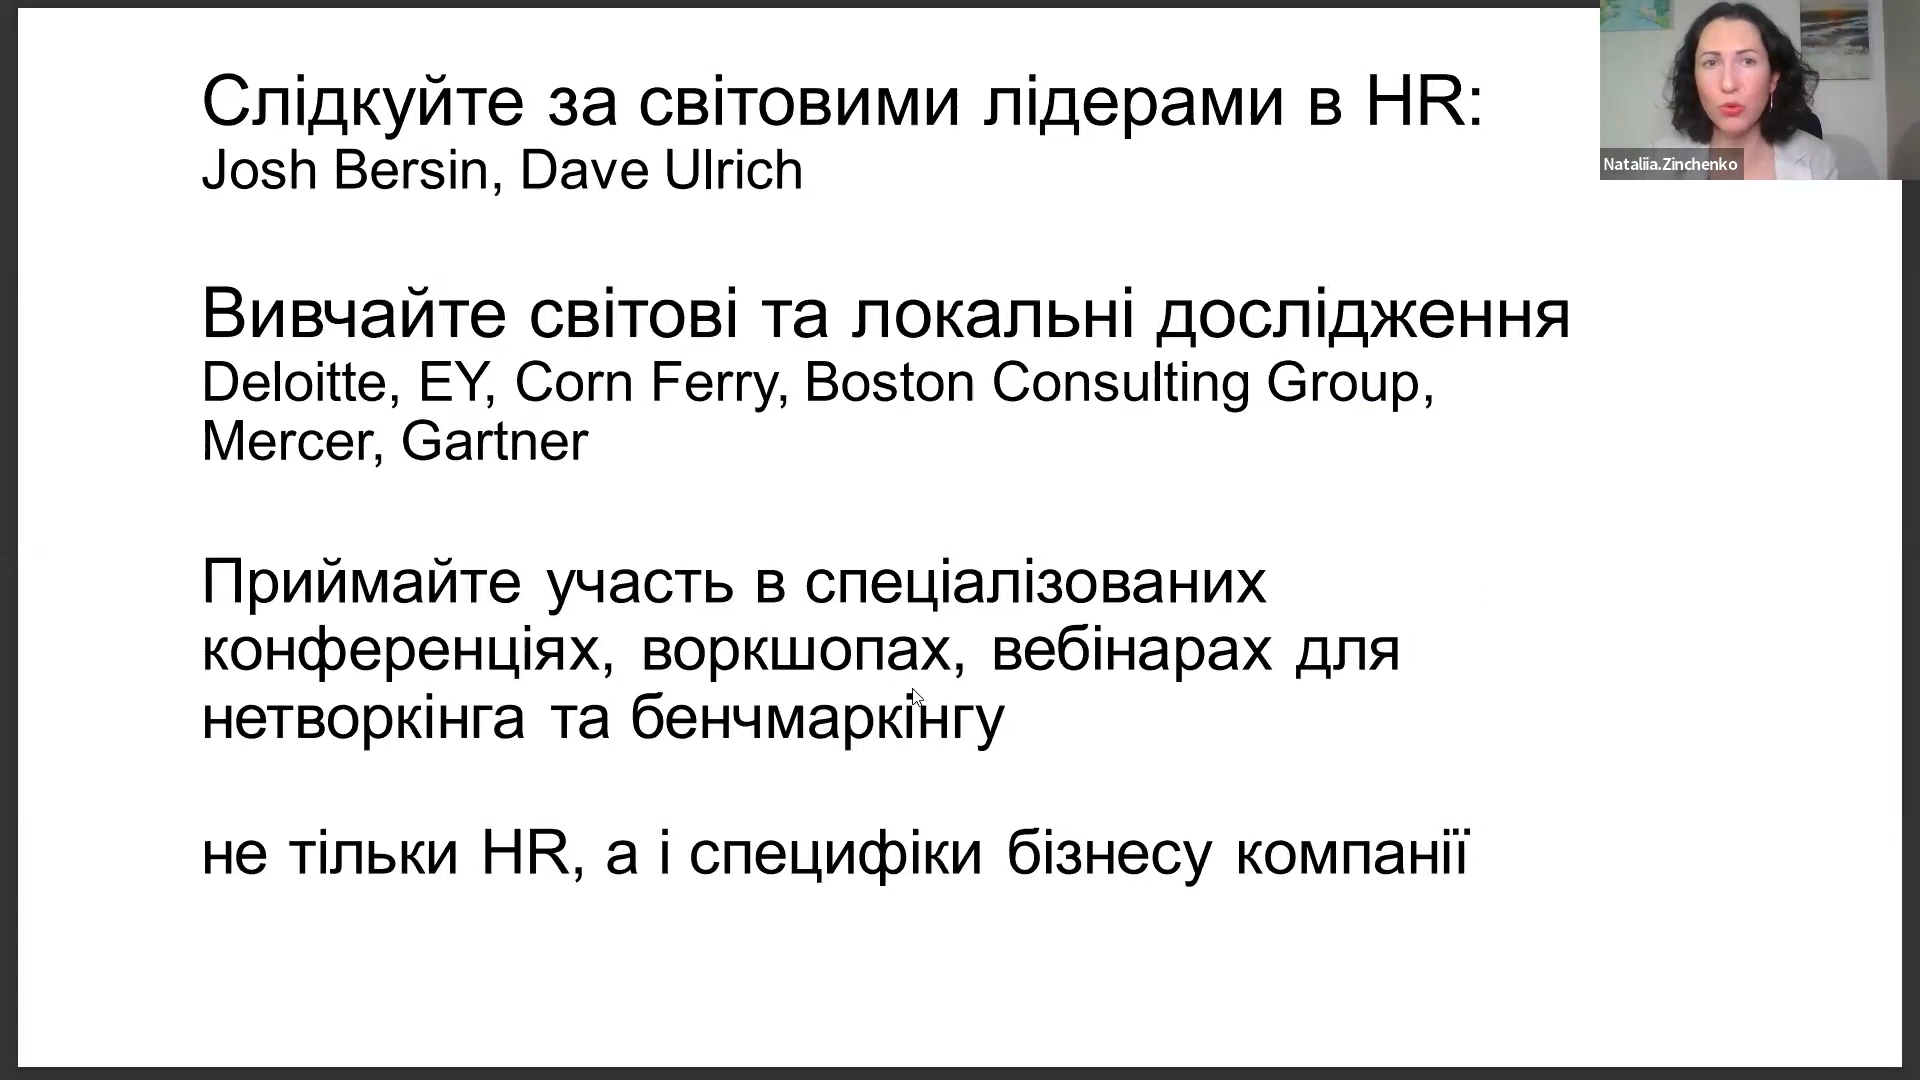 Слідкуйте за світовими лідерами в HR:
Josh Bersin, Dave Ulrich
Вивчайте світові та локальні дослідження
Deloitte, EY, Corn Ferry, Boston Consulting Group,
Mercer, Gartner
Приймайте участь в спеціалізованих
конференціях, воркшопах, вебінарах для
нетворкінга та бенчмаркінгу
не тільки HR, а і специфіки бізнесу компанії
Nataliia.Zinchenko